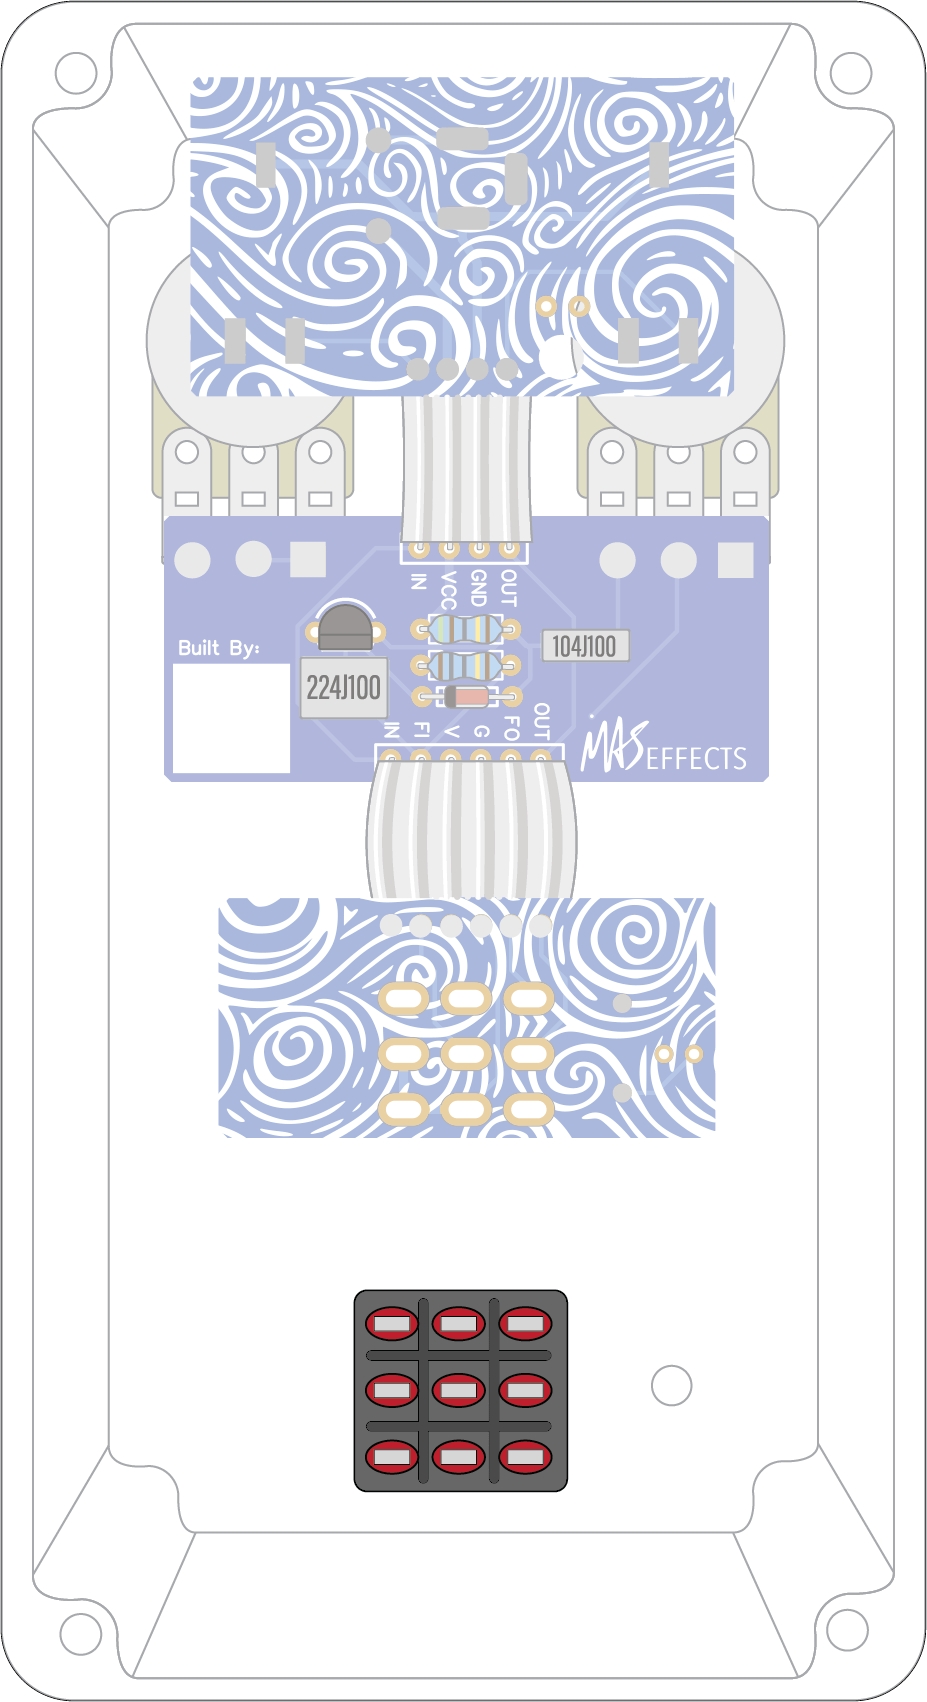 IN VCC GND OUT
Built By:
104J100
224J100
IN FI V G FO OUT
MAS EFFECTS